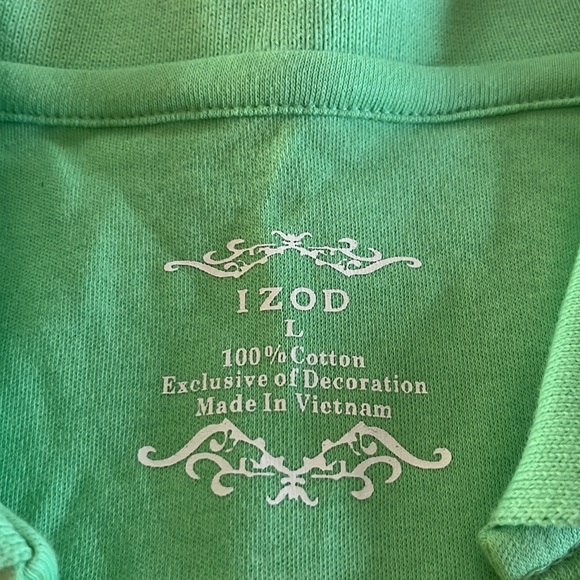 IZOD
L
100% Cotton
Exclusive of Decoration
Made In Vietnam